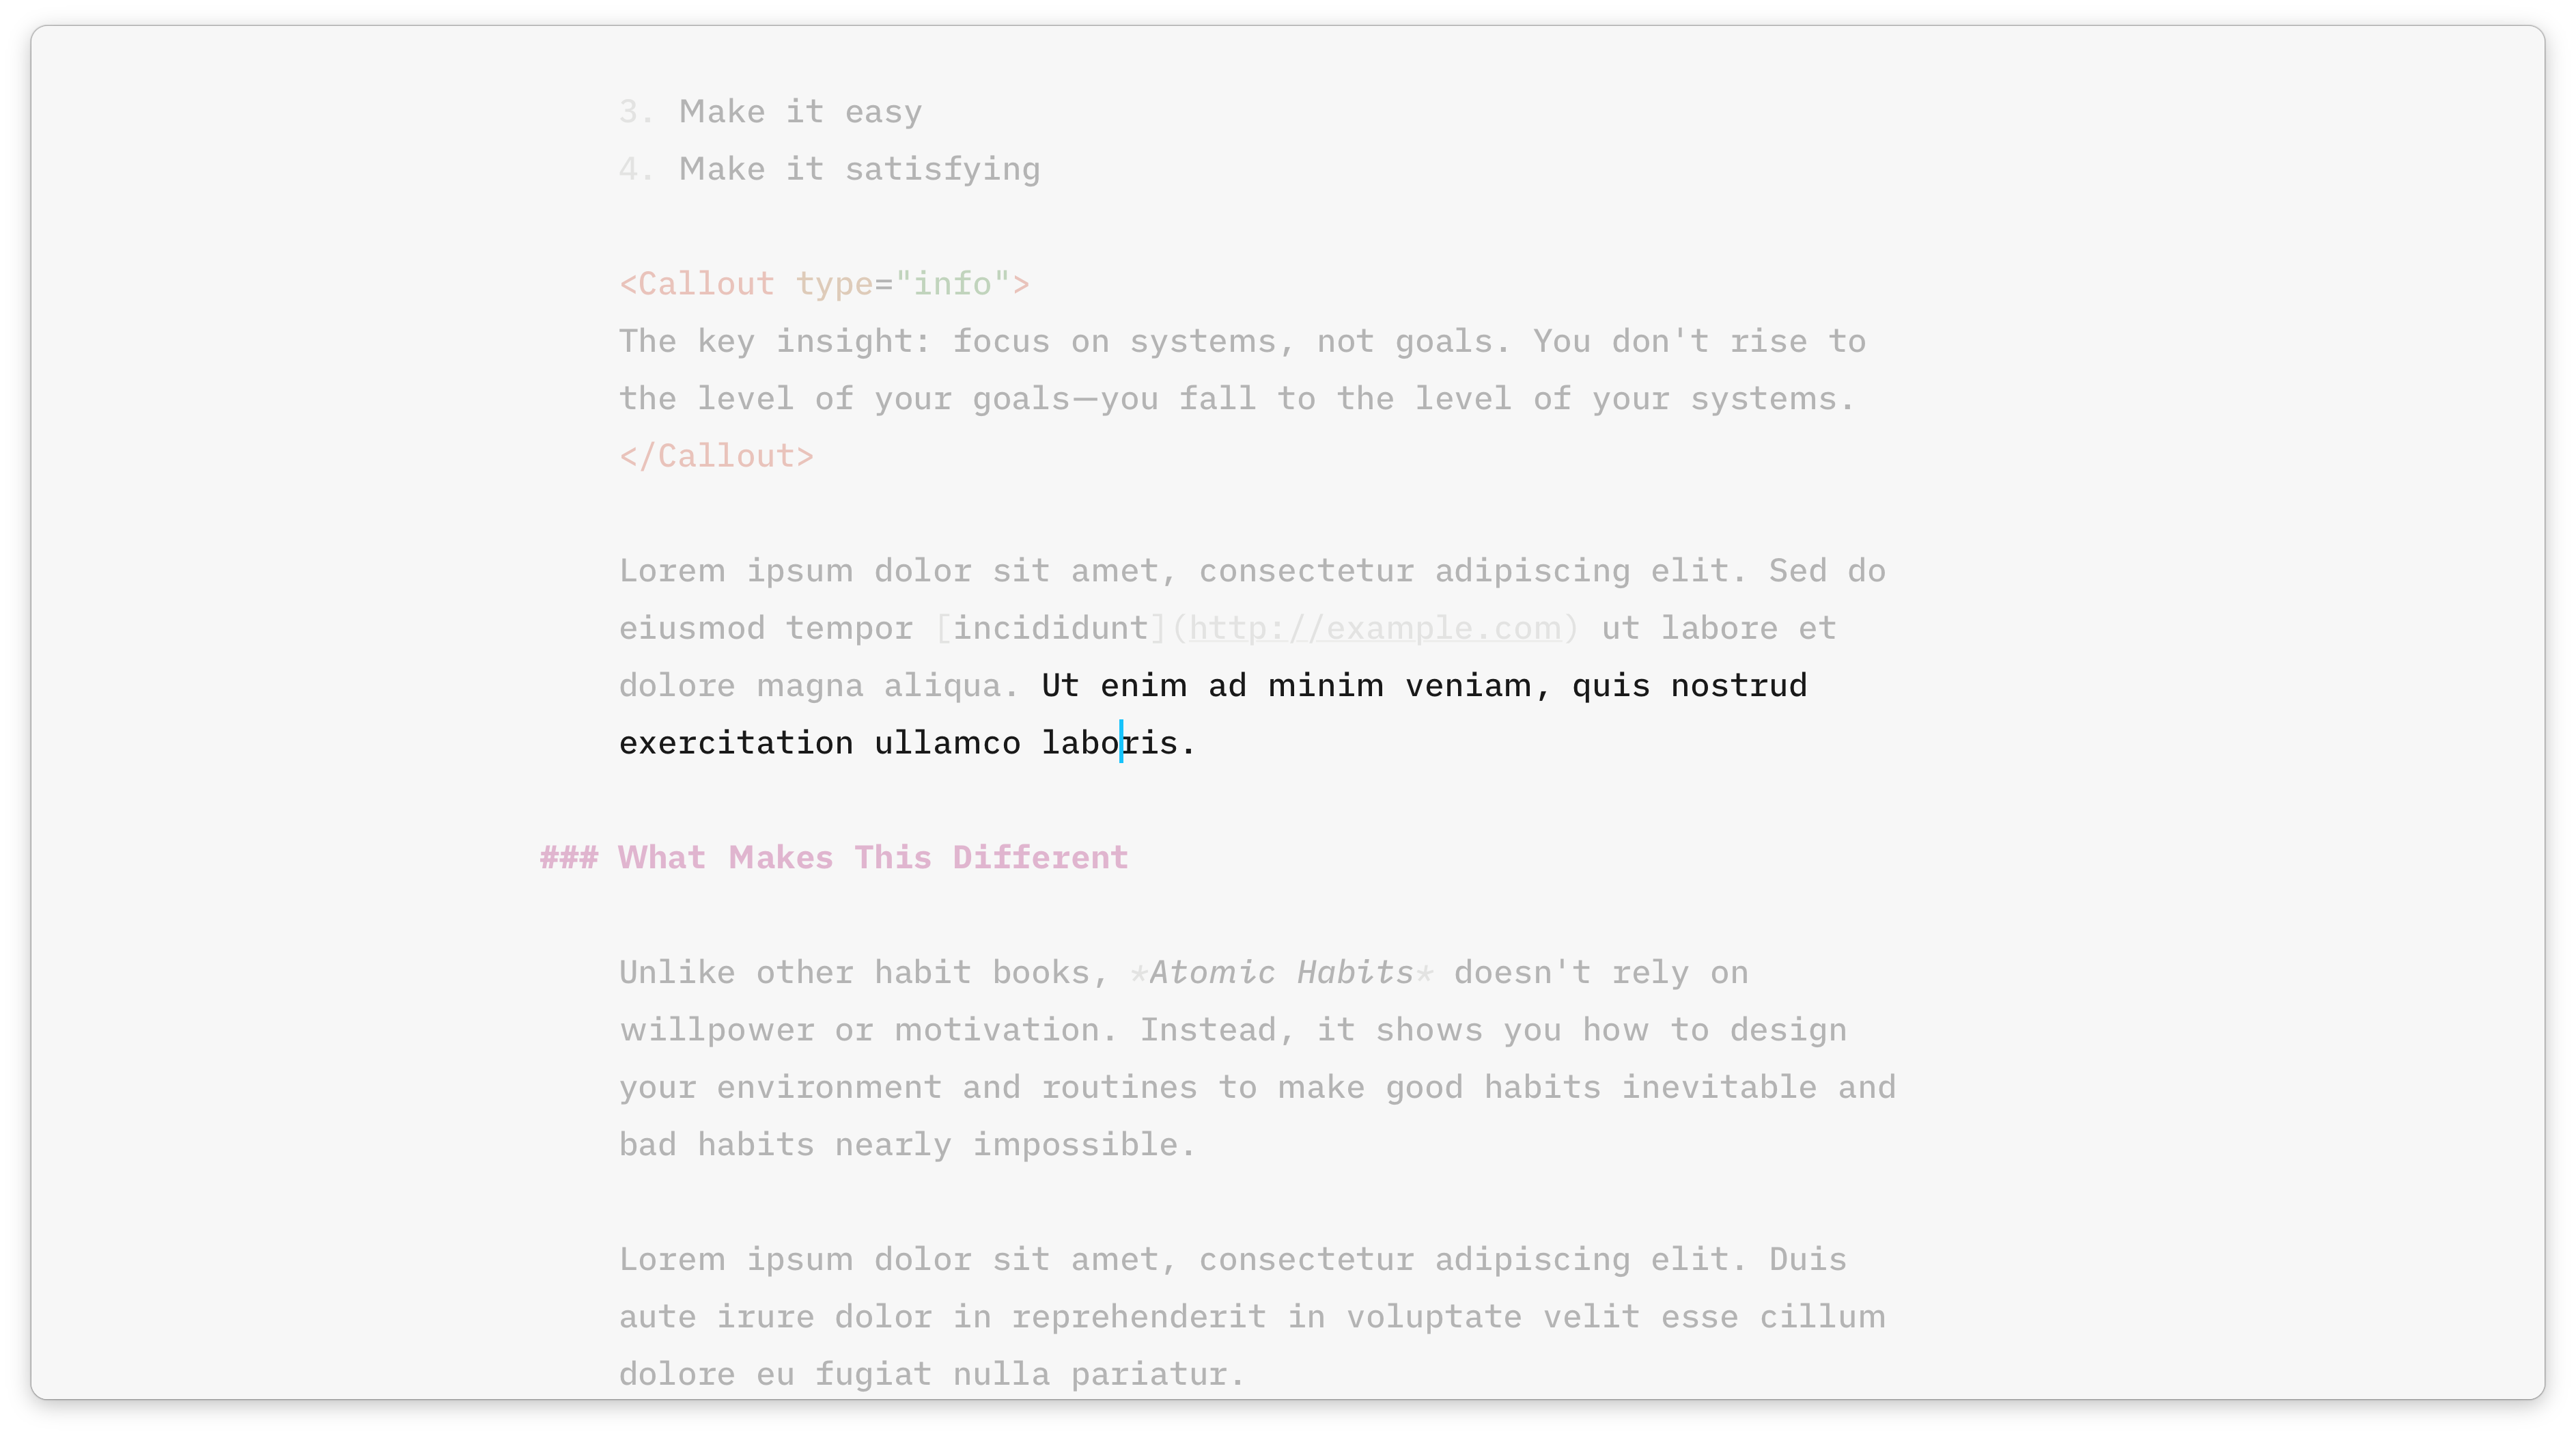 3. Make it easy
4. Make it satisfying
<Callout type="info">
The key insight: focus on systems, not goals. You don't rise to
the level of your goals—you fall to the level of your systems.
</Callout>
Lorem ipsum dolor sit amet, consectetur adipiscing elit. Sed do
eiusmod tempor [incididunt](http://example.com) ut labore et
dolore magna aliqua. Ut enim ad minim veniam, quis nostrud
exercitation ullamco laboris.
### What Makes This Different
Unlike other habit books, *Atomic Habits* doesn't rely on
willpower or motivation. Instead, it shows you how to design
your environment and routines to make good habits inevitable and
bad habits nearly impossible.
Lorem ipsum dolor sit amet, consectetur adipiscing elit. Duis
aute irure dolor in reprehenderit in voluptate velit esse cillum
dolore eu fugiat nulla pariatur.